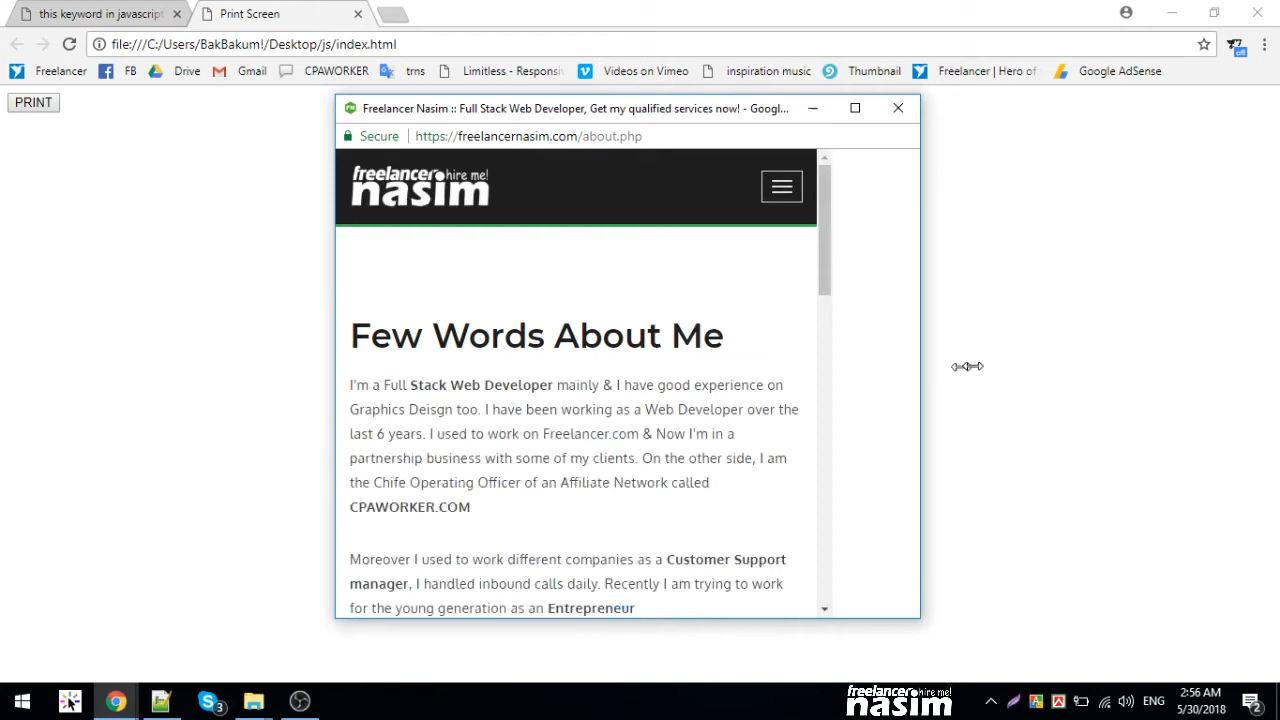 this keyword in javascript
Print Screen
file:///C:/Users/BakBakum!/Desktop/js/index.html
off
Freelancer
FB
Drive
Gmail
CPAWORKER
trns
Limitless - Responsi
Videos on Vimeo
inspiration music
Thumbnail
Freelancer | Hero of
Google AdSense
PRINT
Freelancer Nasim :: Full Stack Web Developer, Get my qualified services now! - Googl...
Secure
https://freelancernasim.com/about.php
freelancer hire me!
nasim
Few Words About Me
I'm a Full Stack Web Developer mainly & I have good experience on
Graphics Deisgn too. I have been working as a Web Developer over the
last 6 years. I used to work on Freelancer.com & Now I'm in a
partnership business with some of my clients. On the other side, I am
the Chife Operating Officer of an Affiliate Network called
CPAWORKER.COM
Moreover I used to work different companies as a Customer Support
manager, I handled inbound calls daily. Recently I am trying to work
for the young generation as an Entrepreneur
3
freelancer hire me!
nasim
ENG
2:56 AM
5/30/2018
2